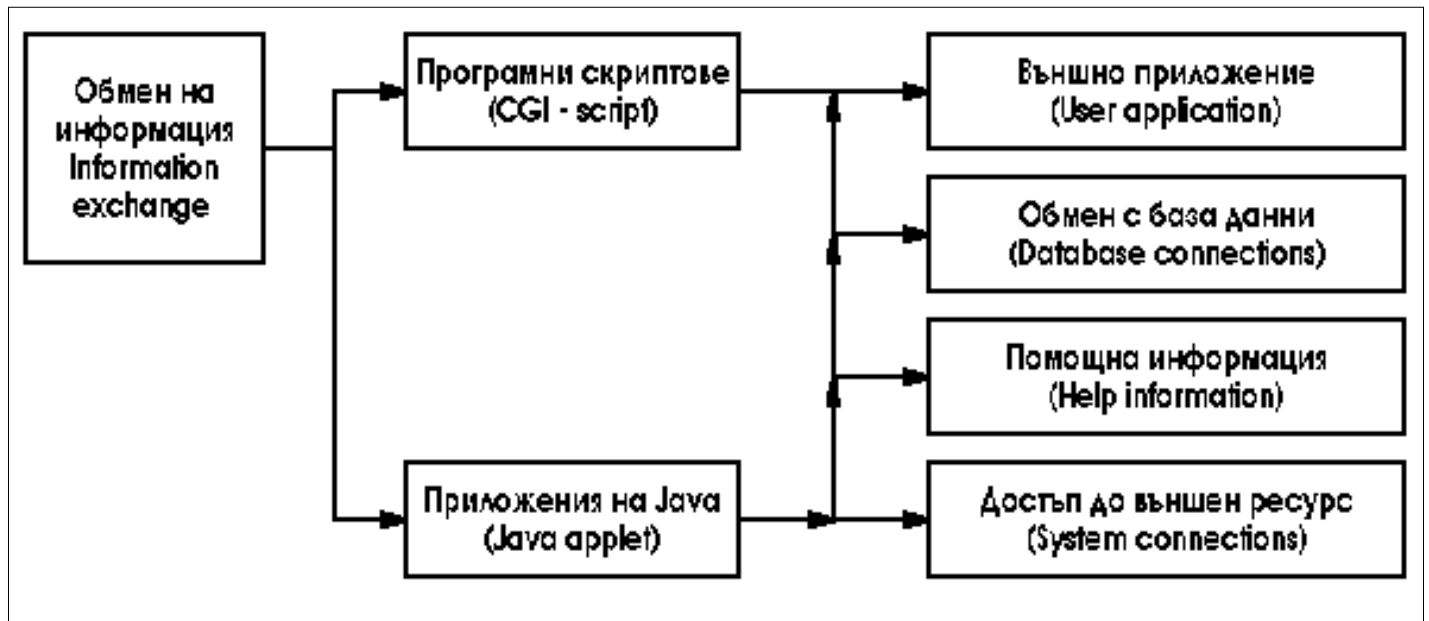 Обмен на
информация
Information
exchange
Програмни скриптове
(CGI - script)
Приложения на Java
(Java applet)
Външно приложение
(User application)
Обмен с база данни
(Database connections)
Помощна информация
(Help information)
Достъп до външен ресурс
(System connections)